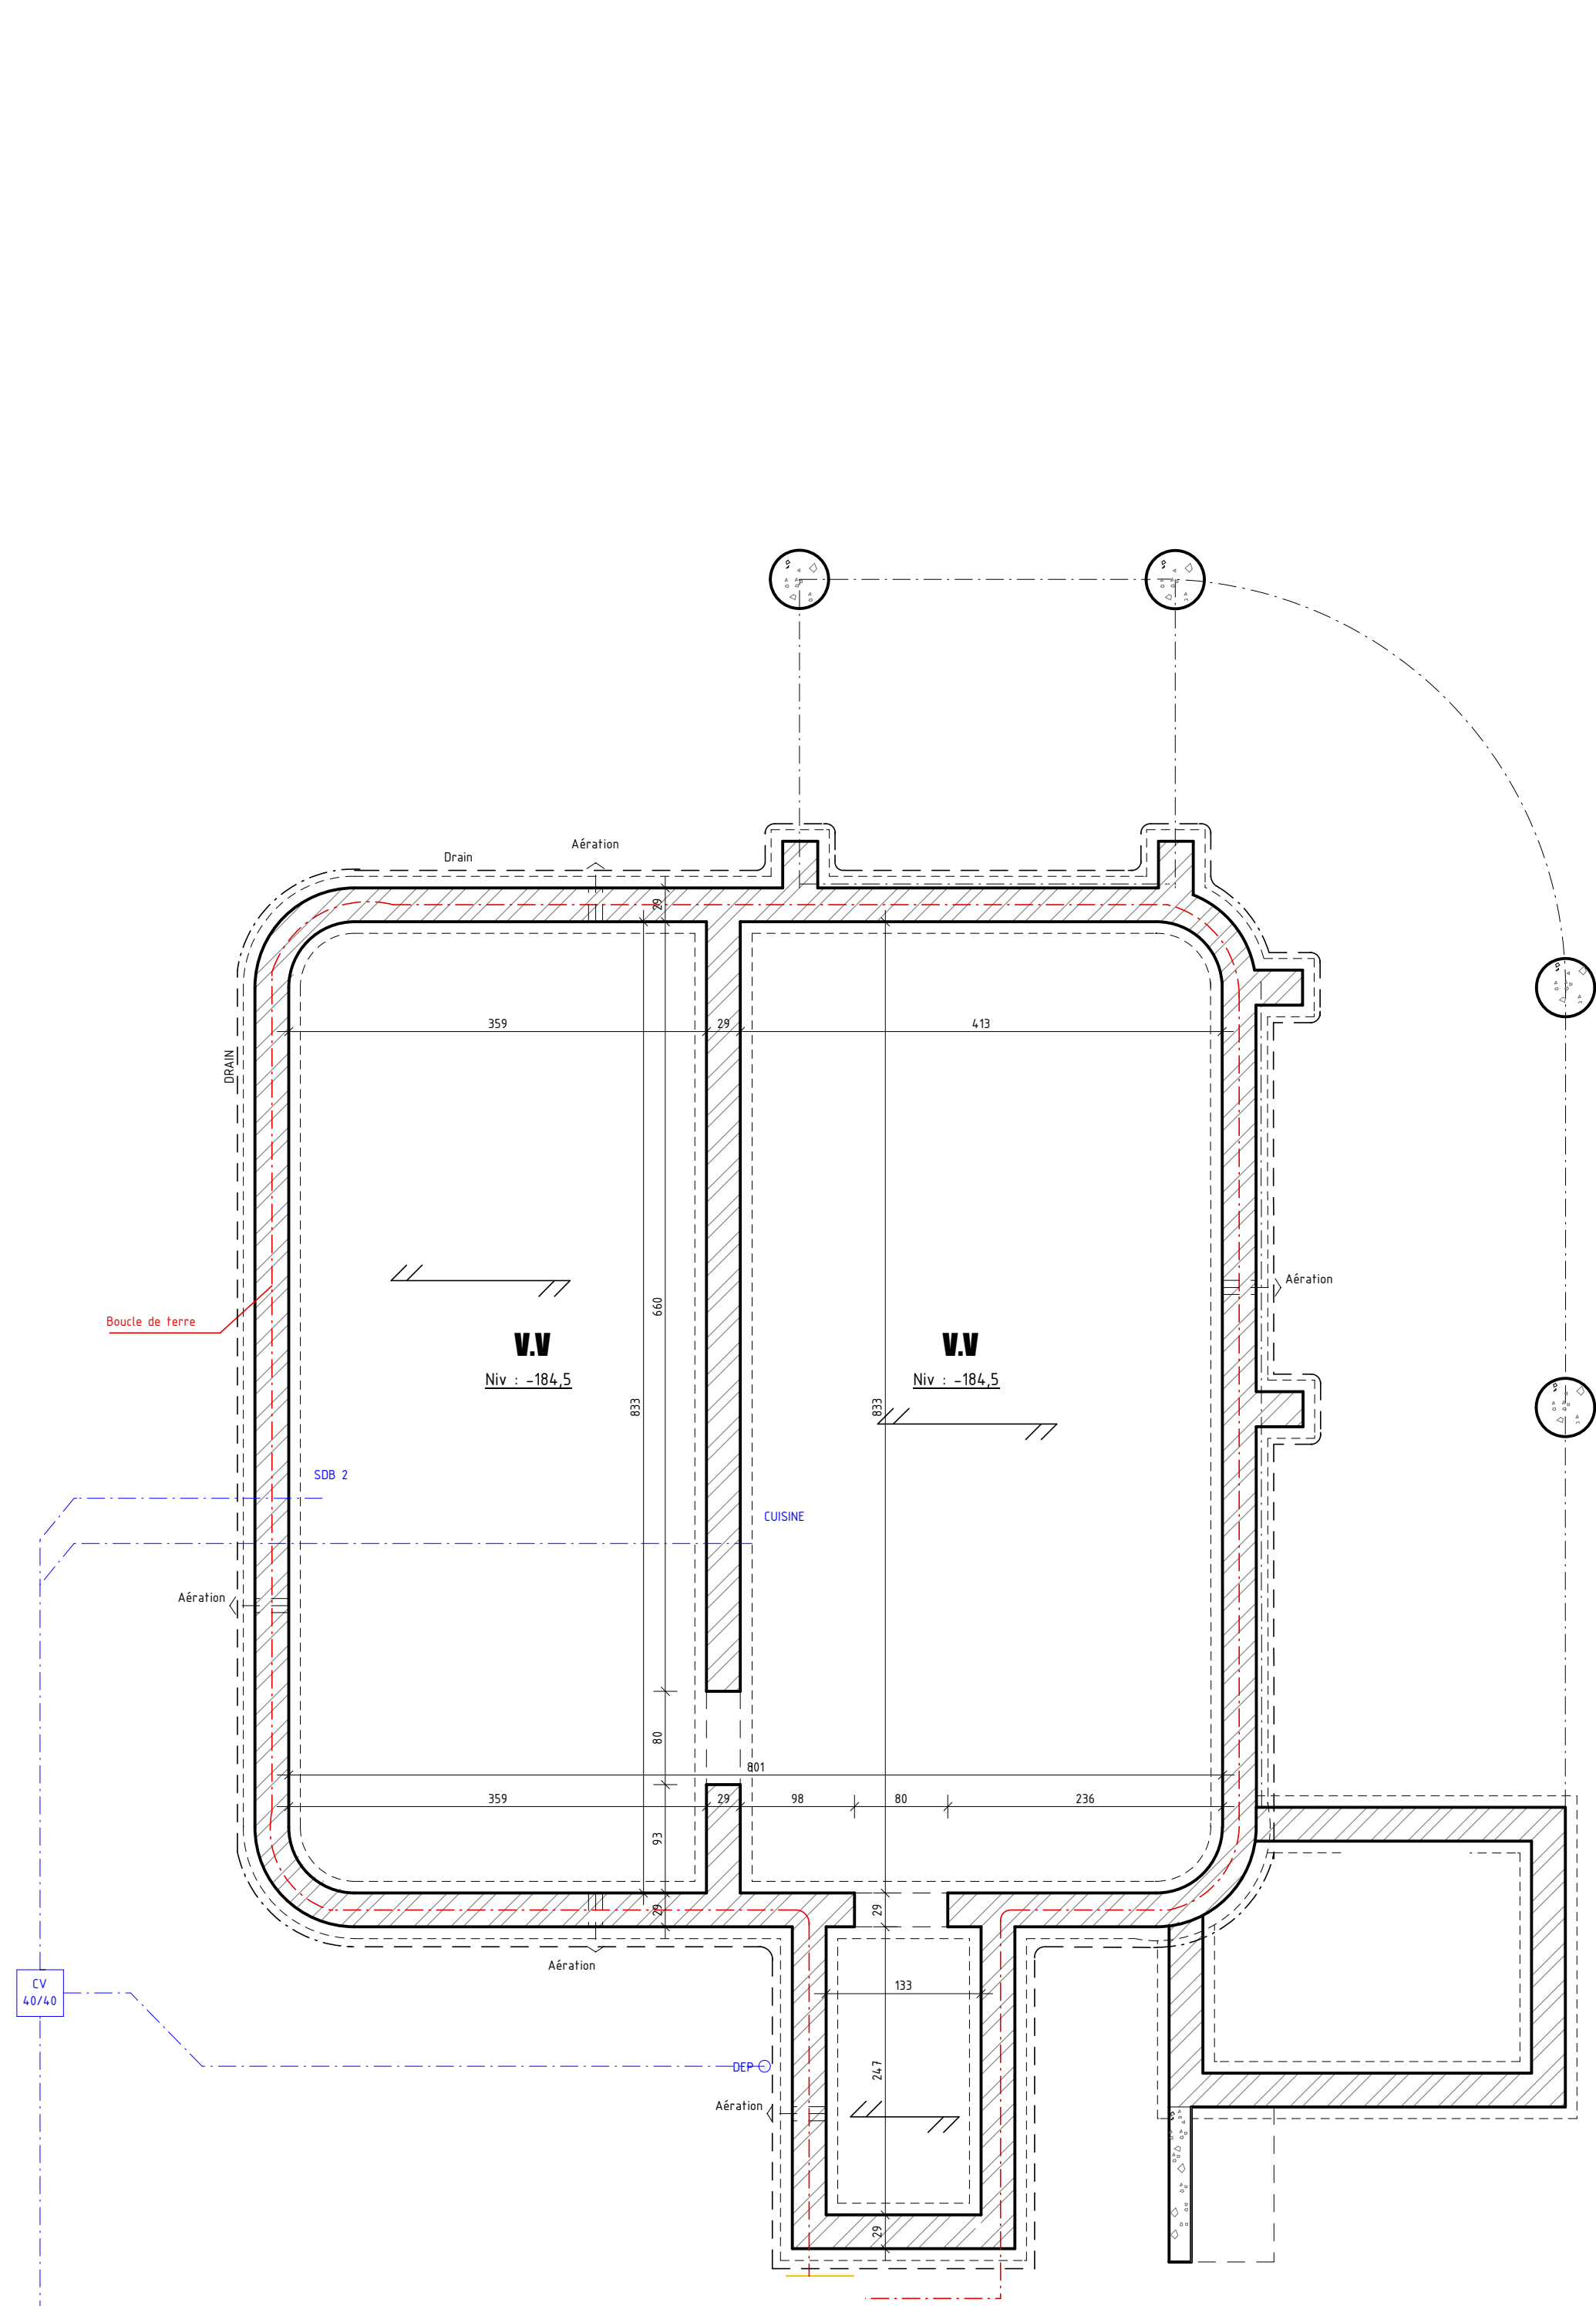 Aération
Drain
29
359
29
413
DRAIN
660
Aération
Boucle de terre
V.V
V.V
Niv : -184,5
Niv : -184,5
833
833
SDB 2
CUISINE
Aération
80
801
359
29
98
80
236
93
29
29
Aération
CV
40/40
133
DEP
247
Aération
29